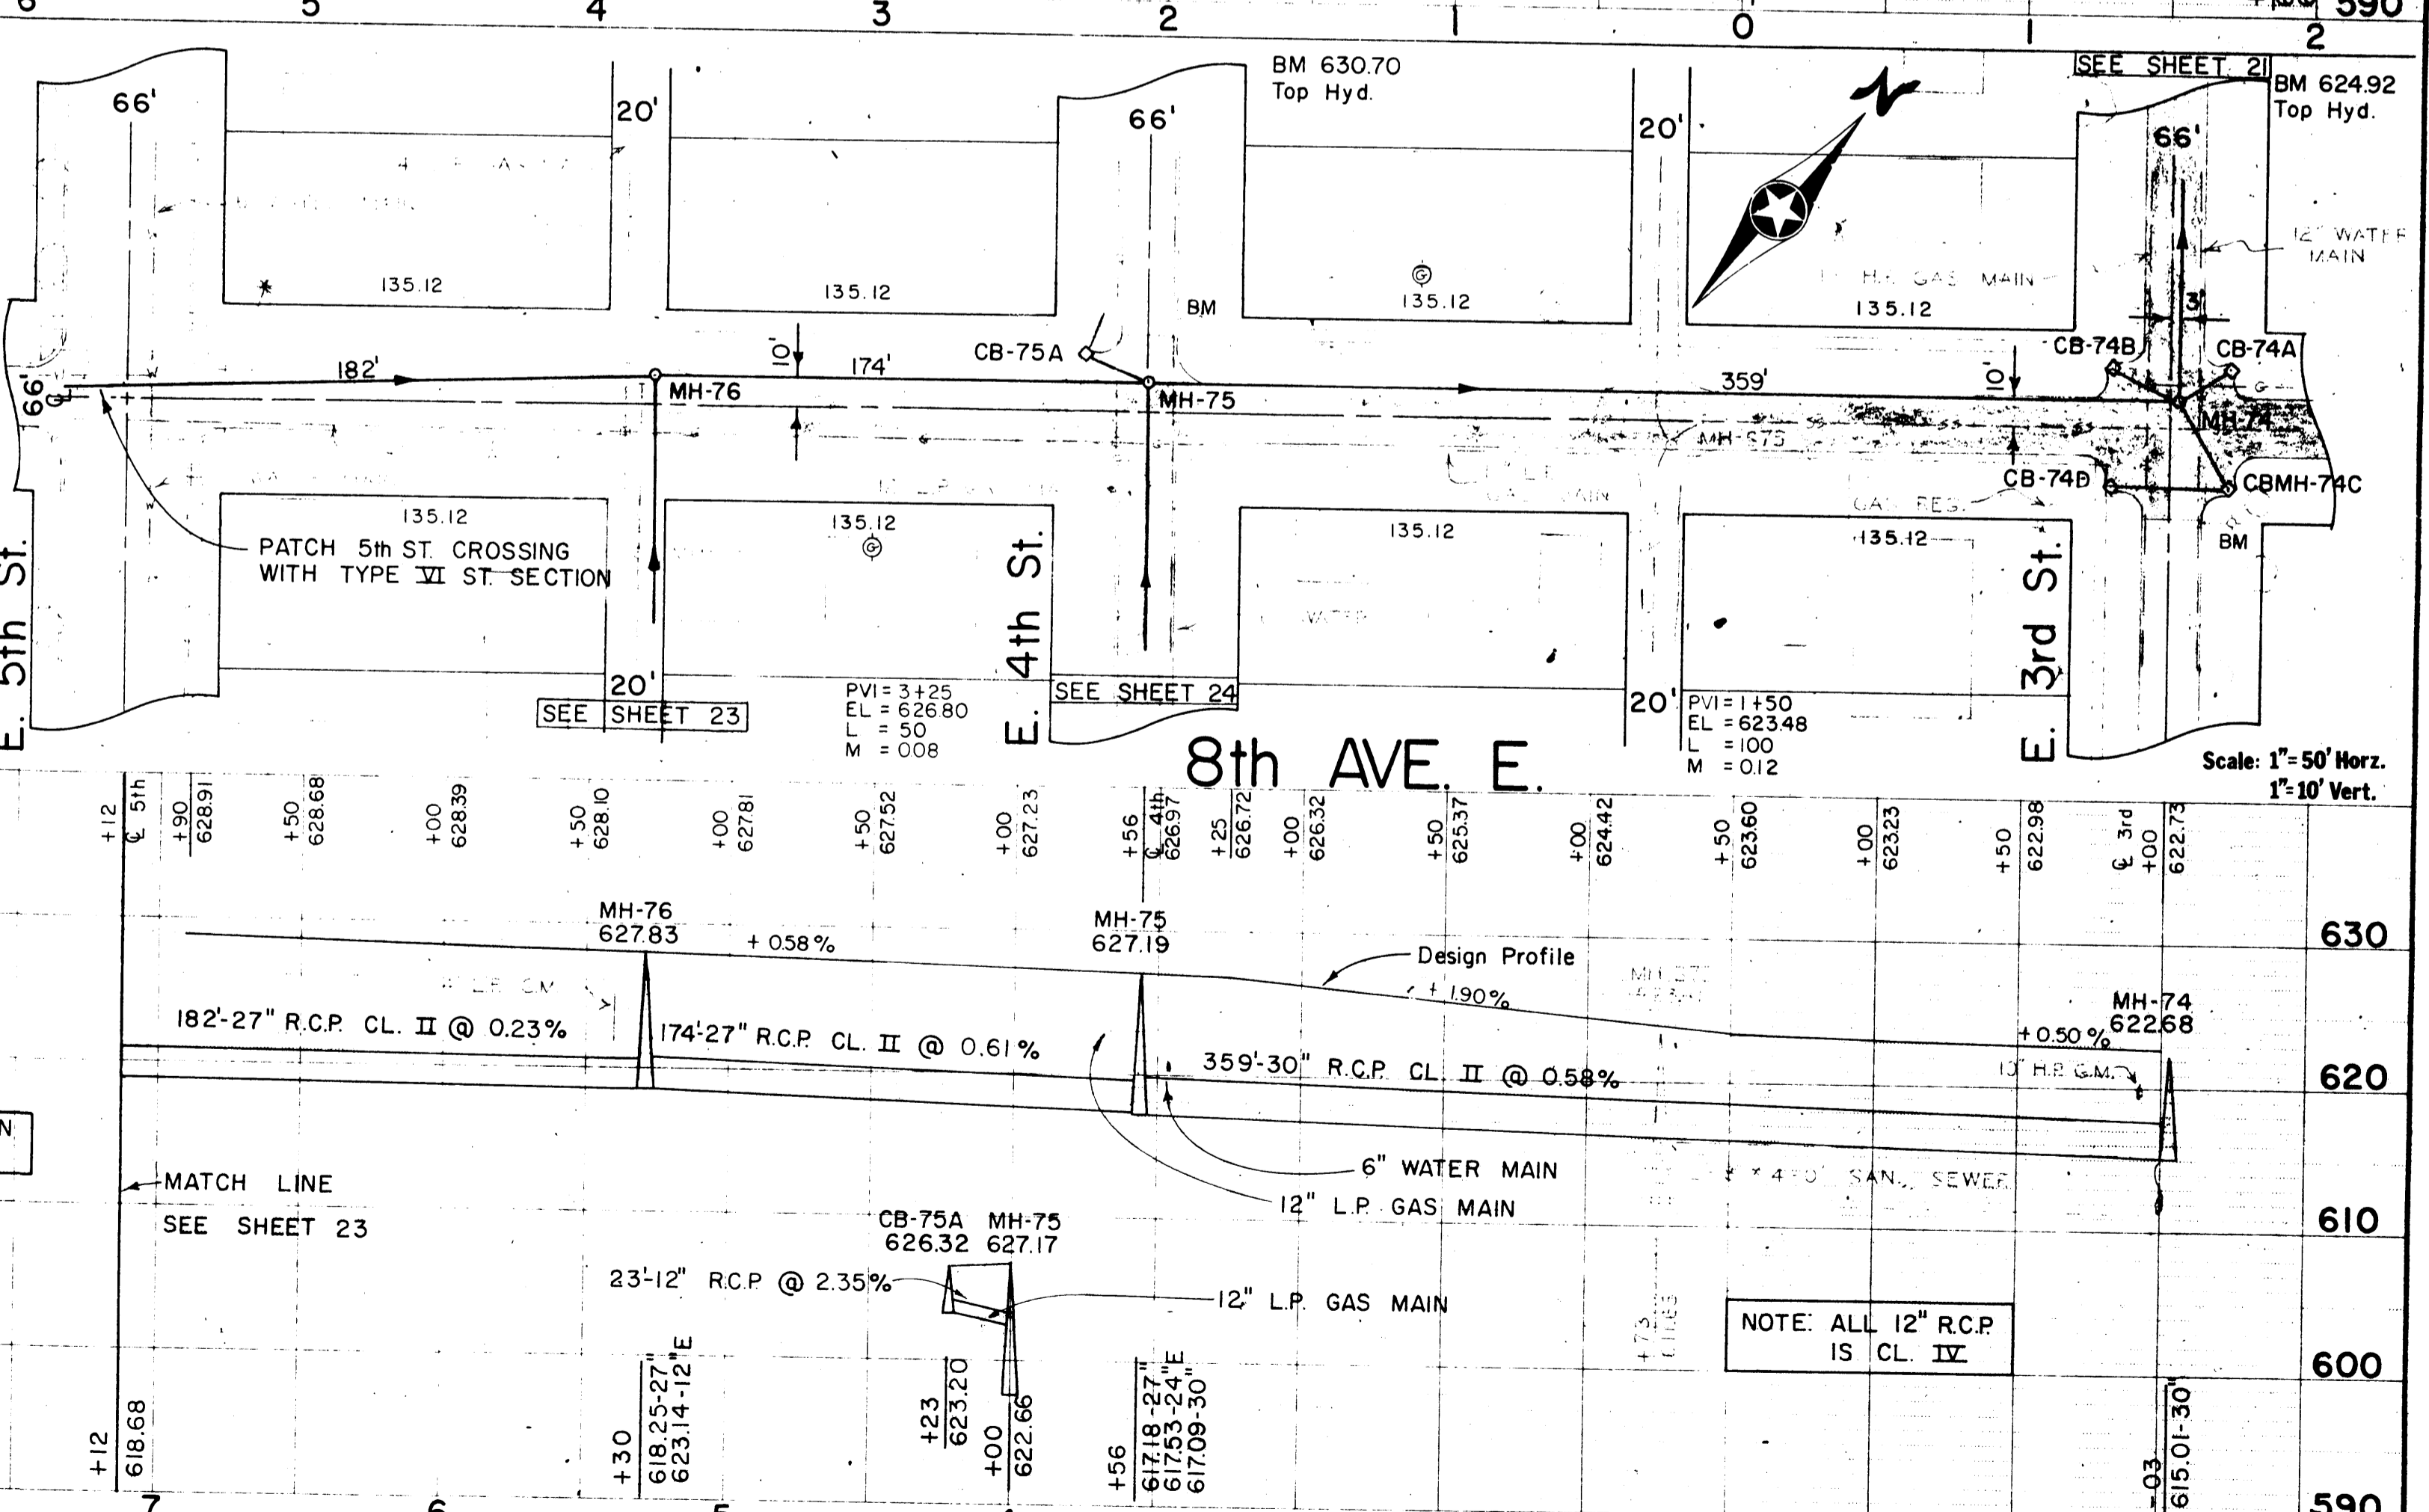 5 4 3 2 1 0 1 2
590
66'
20'
66'
BM 630.70
Top Hyd.
20'
SEE SHEET 21
BM 624.92
Top Hyd.
66'
12" WATER
MAIN
H.P. GAS MAIN
135.12
135.12
135.12
135.12
BM
3'
CB-75A
CB-74B
CB-74A
10'
10'
182'
174'
359'
66'
℄
MH-76
MH-75
MH-74
G
MH-S75
CB-74D
CBMH-74C
GAS REG.
135.12
135.12
135.12
135.12
BM
PATCH 5th ST. CROSSING
WITH TYPE VI ST. SECTION
WATER
E. 5th St.
E. 4th St.
E. 3rd St.
20'
SEE SHEET 23
PVI = 3+25
EL = 626.80
L = 50
M = 008
SEE SHEET 24
20'
PVI = 1+50
EL = 623.48
L = 100
M = 0.12
8th AVE. E.
Scale: 1"= 50' Horz.
1"= 10' Vert.
+12 ℄ 5th
+90 628.91
+50 628.68
+00 628.39
+50 628.10
+00 627.81
+50 627.52
+00 627.23
+56 ℄ 4th 626.97
+25 626.72
+00 626.32
+50 625.37
+00 624.42
+50 623.60
+00 623.23
+50 622.98
℄ 3rd +00 622.73
MH-76
627.83
+ 0.58%
MH-75
627.19
Design Profile
+ 1.90%
MH-74
622.68
+0.50%
630
182'-27" R.C.P. CL. II @ 0.23%
174'-27" R.C.P. CL. II @ 0.61%
359'-30" R.C.P. CL. II @ 0.58%
10" H.P. G.M.
620
6" WATER MAIN
12" L.P. GAS MAIN
SAN. SEWER
MATCH LINE
SEE SHEET 23
610
CB-75A MH-75
626.32 627.17
23'-12" R.C.P @ 2.35%
12" L.P. GAS MAIN
NOTE: ALL 12" R.C.P.
IS CL. IV
600
+12 618.68
+30 618.25-27"
623.14-12"E
+23 623.20
+00 622.66
+56 617.18-27"
617.53-24"E
617.09-30"
+73
-03 615.01-30"
590
7 6 5